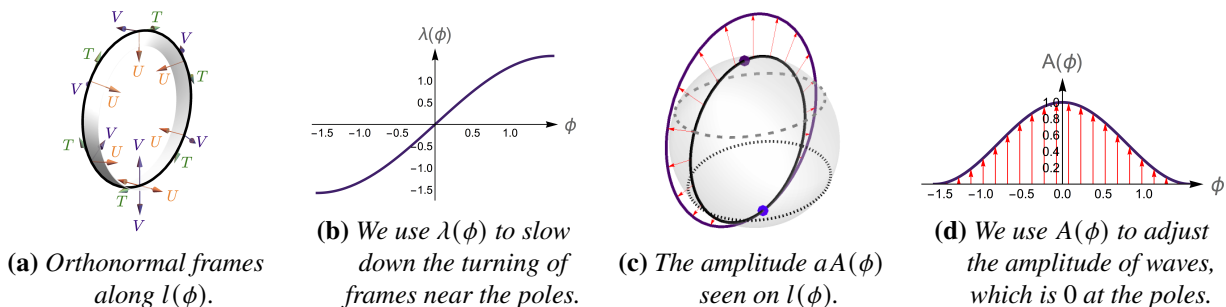 V
T
V
T
U
U
T
V
U
U
V
V
T
U
T
U
T
V
λ(ϕ)
1.0
0.5
-1.5 -1.0 -0.5 0.5 1.0
ϕ
-0.5
-1.0
-1.5
A(ϕ)
1.0
0.8
0.6
0.4
0.2
-1.5 -1.0 -0.5 0.0 0.5 1.0
ϕ
(a) Orthonormal frames
along l(ϕ).
(b) We use λ(ϕ) to slow
down the turning of
frames near the poles.
(c) The amplitude aA(ϕ)
seen on l(ϕ).
(d) We use A(ϕ) to adjust
the amplitude of waves,
which is 0 at the poles.